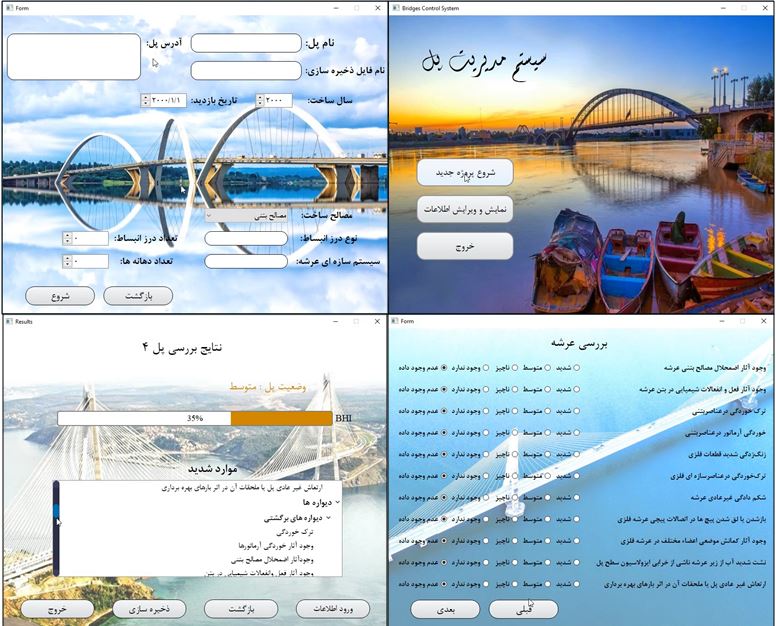 Form
نام پل:
آدرس پل:
نام فایل ذخیره سازی:
سال ساخت:
۲۰۰۰
تاریخ بازدید:
۲۰۰۰/۱/۱
مصالح ساخت:
مصالح بتنی
نوع درز انبساط:
تعداد درز انبساط:
۰
سیستم سازه ای عرشه:
تعداد دهانه ها:
۰
بازگشت
شروع
Bridges Control System
سیستم مدیریت پل
شروع پروژه جدید
نمایش و ویرایش اطلاعات
خروج
Results
نتایج بررسی پل ۴
وضعیت پل : متوسط
35%
BHI
موارد شدید
ارتعاش غیر عادی پل یا ملحقات آن در اثر بارهای بهره برداری
دیواره ها
دیواره های برگشتی
ترک خوردگی
وجود آثار خوردگی آرماتورها
وجودآثار اضمحلال مصالح بتنی
وجود آثار فعل وانفعالات شیمیایی در بتن
ورود اطلاعات
بازگشت
ذخیره سازی
خروج
Form
بررسی عرشه
وجود آثار اضمحلال مصالح بتنی عرشه شدید متوسط ناچیز وجود ندارد عدم وجود داده
وجود آثار فعل و انفعالات شیمیایی در بتن عرشه شدید متوسط ناچیز وجود ندارد عدم وجود داده
ترک خوردگی درعناصربتنی شدید متوسط ناچیز وجود ندارد عدم وجود داده
خوردگی آرماتور درعناصربتنی شدید متوسط ناچیز وجود ندارد عدم وجود داده
زنگ‌زدگی شدید قطعات فلزی شدید متوسط ناچیز وجود ندارد عدم وجود داده
ترک‌خوردگی درعناصرسازه ای فلزی شدید متوسط ناچیز وجود ندارد عدم وجود داده
شکم دادگی غیرعادی عرشه شدید متوسط ناچیز وجود ندارد عدم وجود داده
بازشدن یا لق شدن پیچ ها در اتصالات پیچی عرشه فلزی شدید متوسط ناچیز وجود ندارد عدم وجود داده
وجود آثار کمانش موضعی اعضاء مختلف در عرشه فلزی شدید متوسط ناچیز وجود ندارد عدم وجود داده
نشت شدید آب از زیر عرشه ناشی از خرابی ایزولاسیون سطح پل شدید متوسط ناچیز وجود ندارد عدم وجود داده
ارتعاش غیر عادی پل یا ملحقات آن در اثر بارهای بهره برداری شدید متوسط ناچیز وجود ندارد عدم وجود داده
قبلی
بعدی